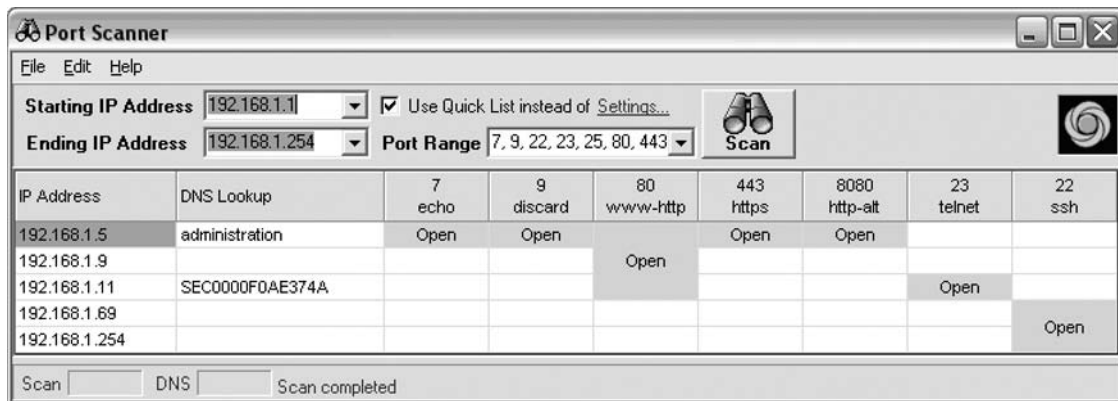 Port Scanner
File Edit Help
Starting IP Address 192.168.1.1 Use Quick List instead of Settings...
Ending IP Address 192.168.1.254 Port Range 7, 9, 22, 23, 25, 80, 443 Scan
IP Address DNS Lookup 7 echo 9 discard 80 www-http 443 https 8080 http-alt 23 telnet 22 ssh
192.168.1.5 administration Open Open Open Open
192.168.1.9 Open
192.168.1.11 SEC0000F0AE374A Open
192.168.1.69
Open
192.168.1.254
Scan DNS Scan completed